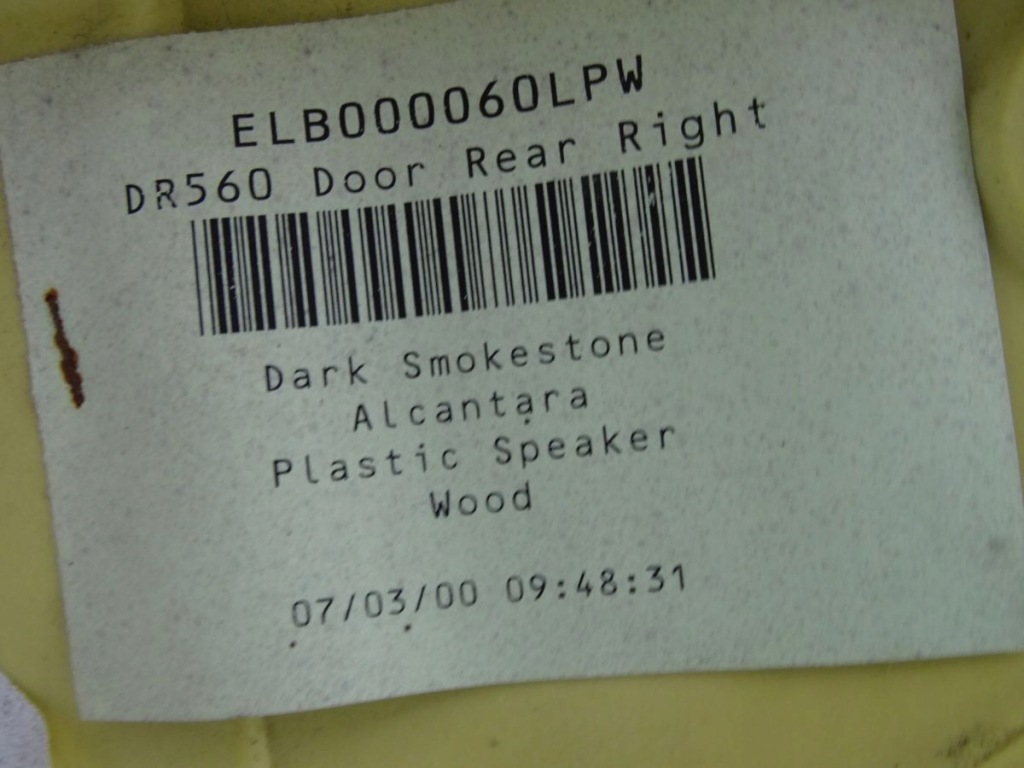 ELB000060LPW
DR560 Door Rear Right
Dark Smokestone
Alcantara
Plastic Speaker
Wood
07/03/00 09:48:31